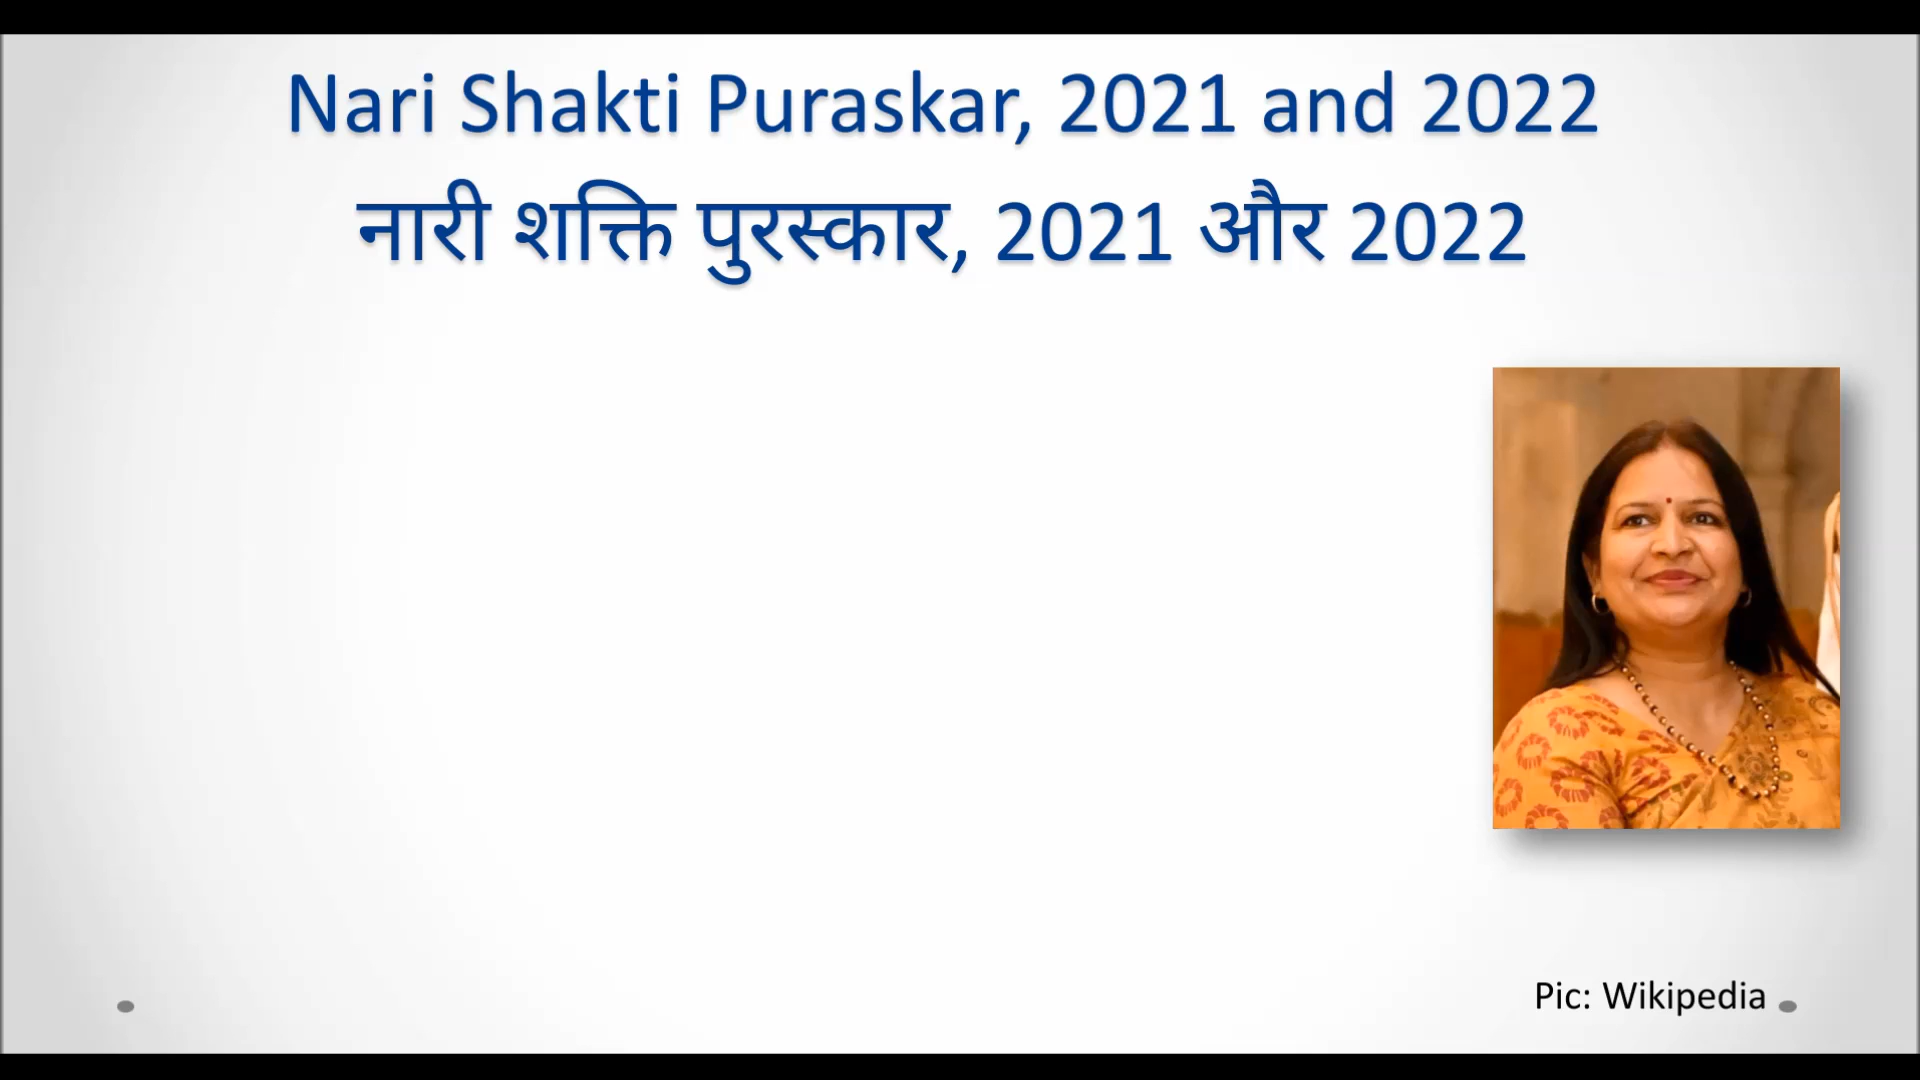 Nari Shakti Puraskar, 2021 and 2022
नारी शक्ति पुरस्कार, 2021 और 2022
Pic: Wikipedia